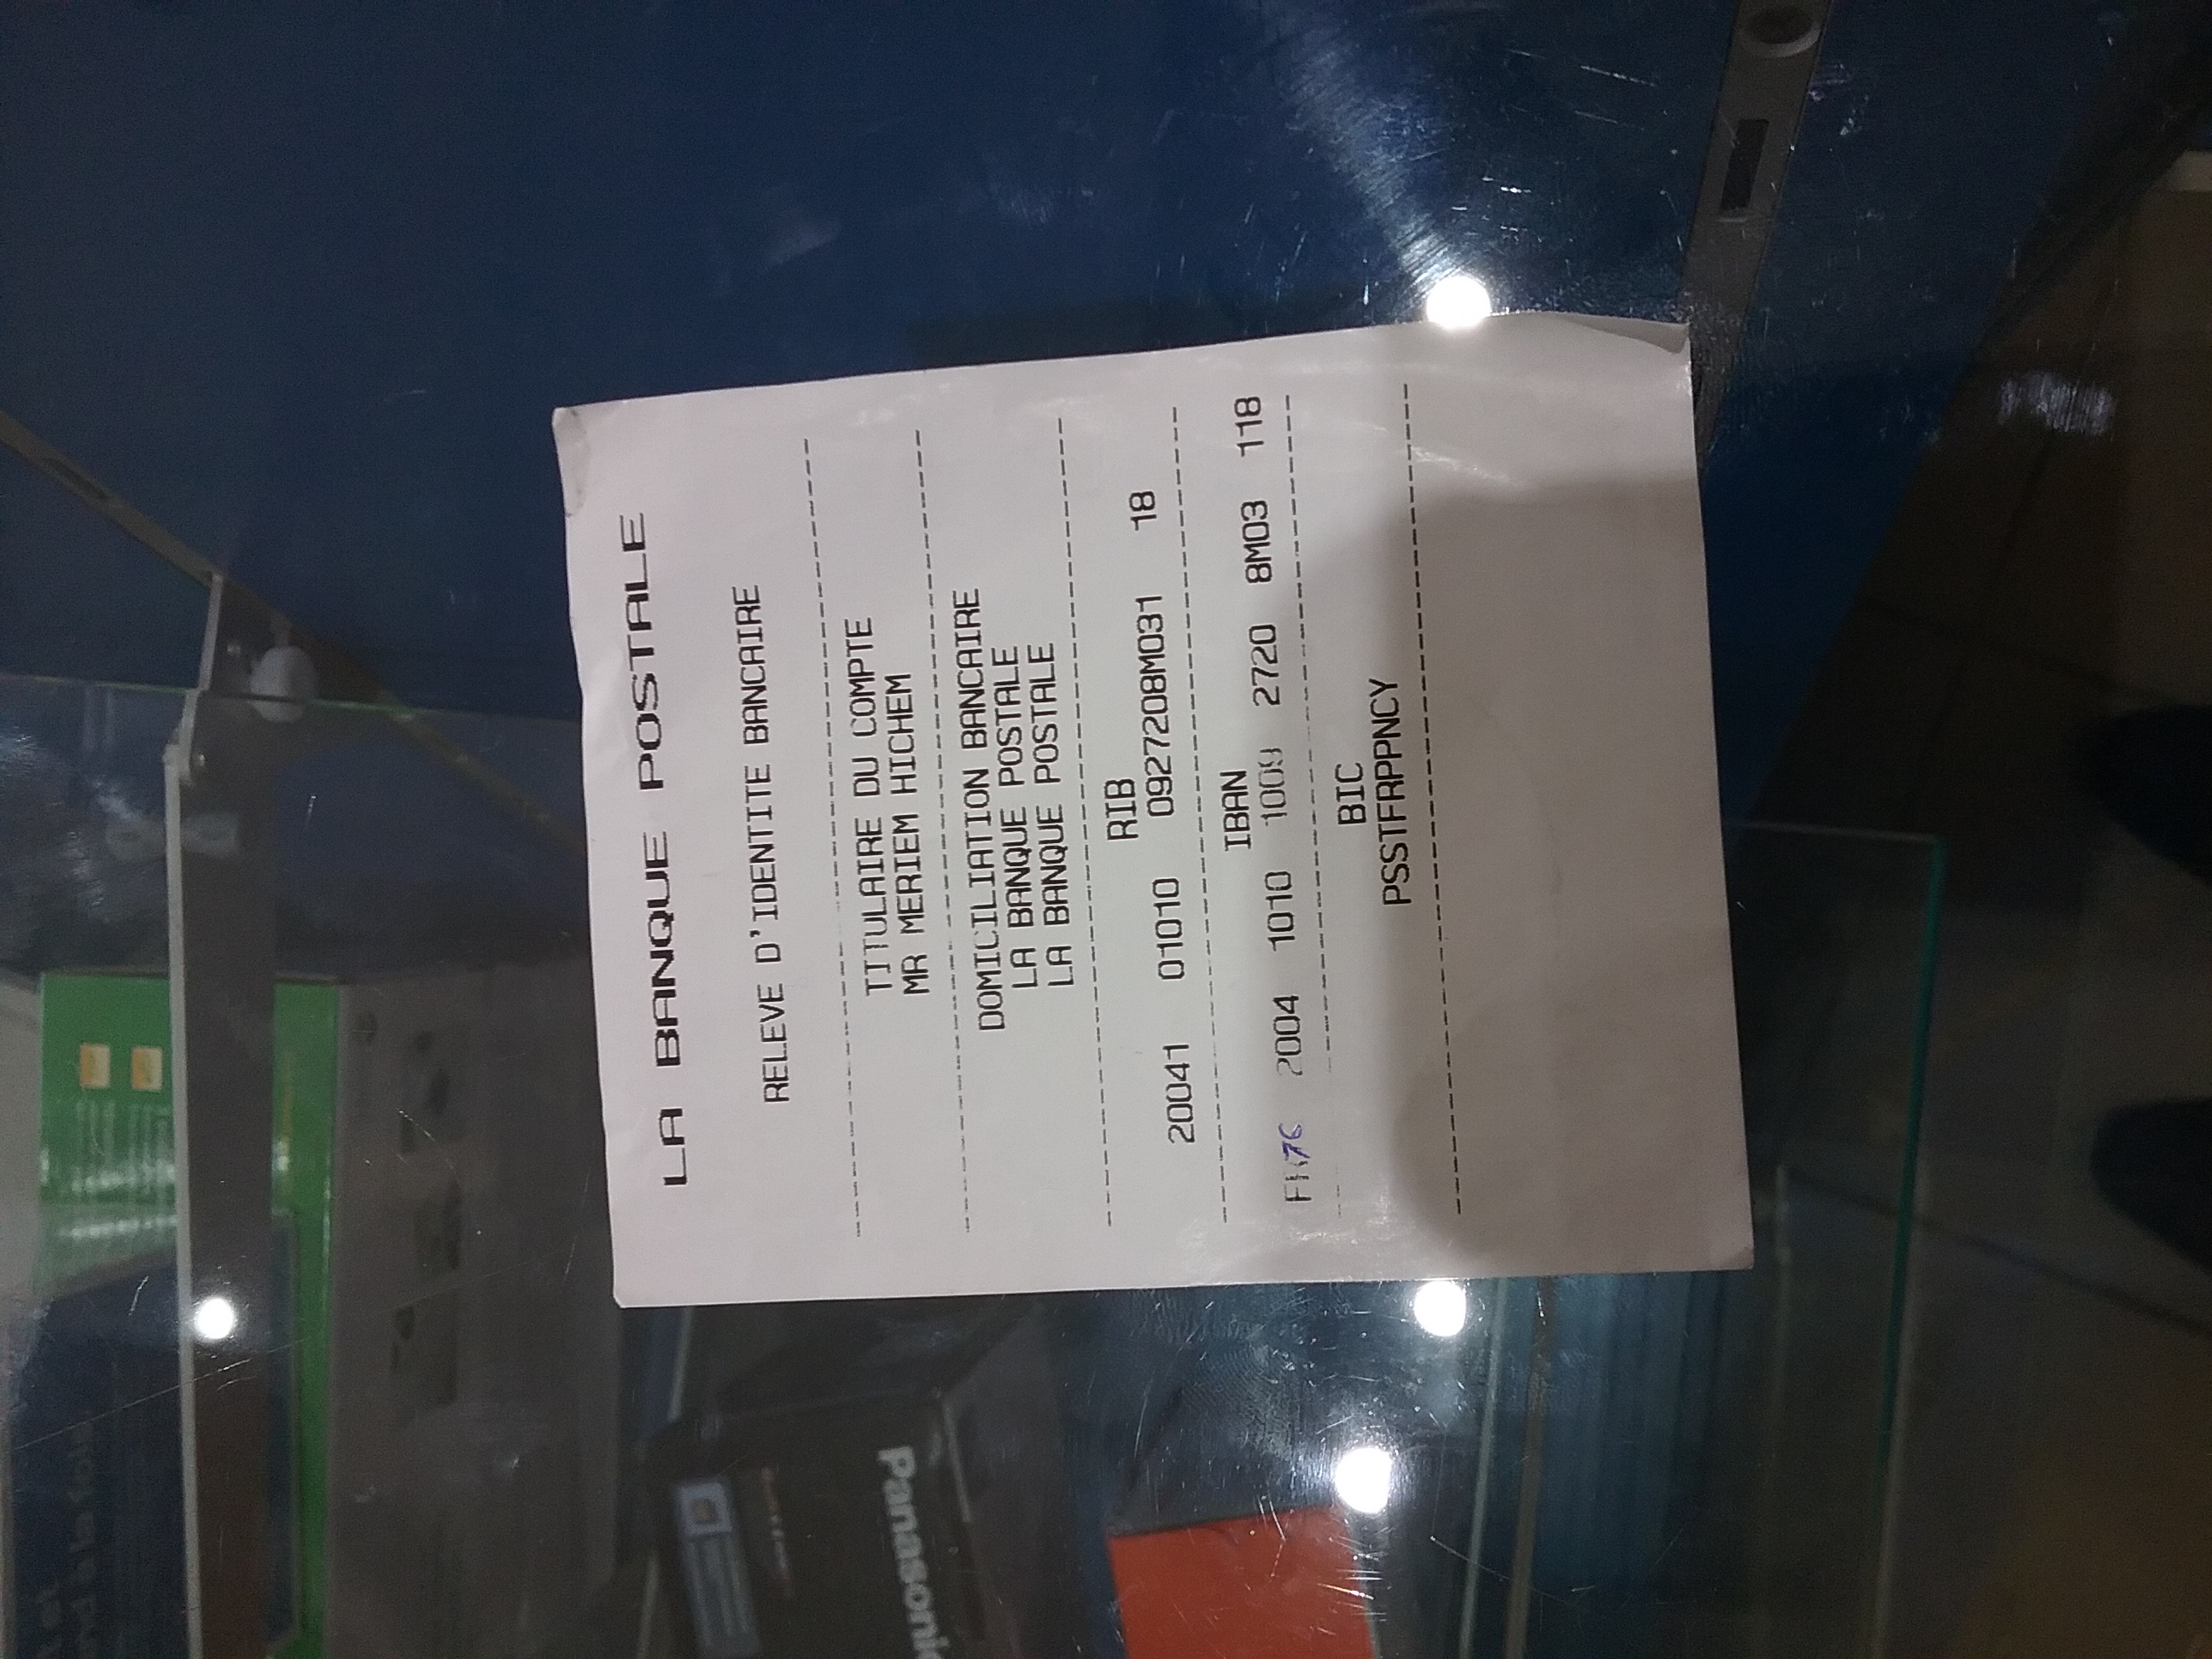 LA BANQUE POSTALE
RELEVE D'IDENTITE BANCAIRE
TITULAIRE DU COMPTE
MR MERIEM HICHEM
DOMICILIATION BANCAIRE
LA BANQUE POSTALE
LA BANQUE POSTALE
RIB
20041 01010 0927208M031 18
IBAN
FR76 2004 1010 1009 2720 8M03 118
BIC
PSSTFRPPNCY
Panasonic